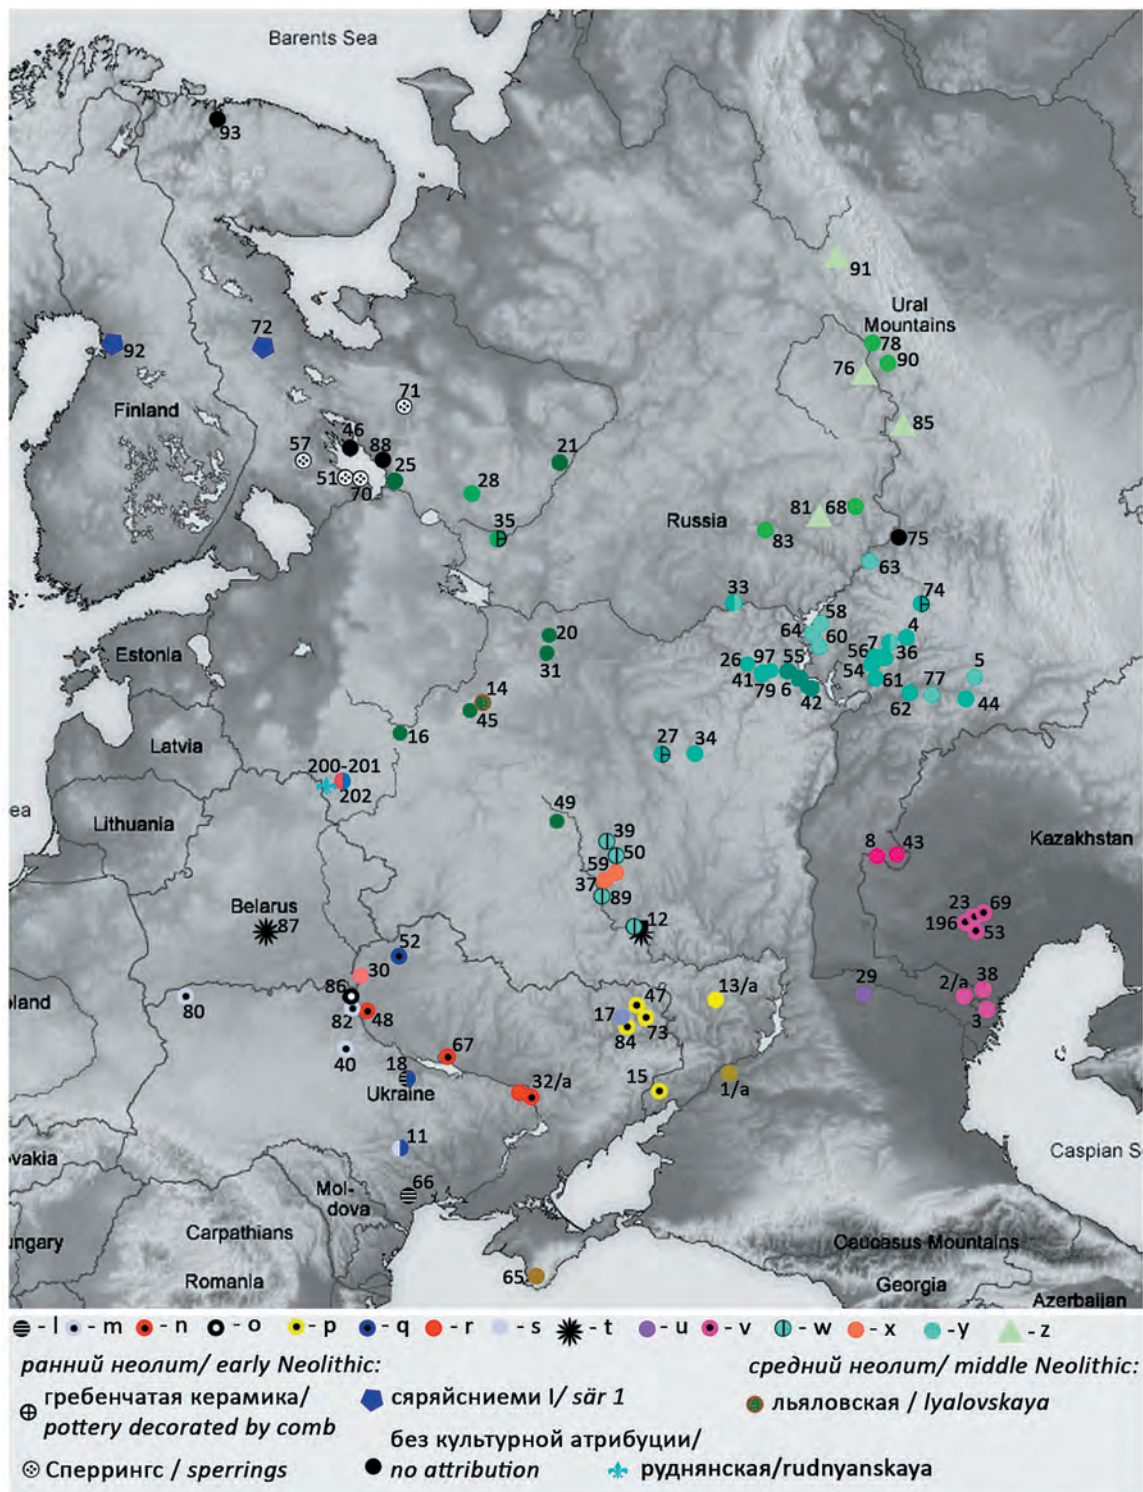 Barents Sea
93
91
Ural
Mountains
72
92
78
90
76
71
Finland
85
46
88
57
21
51
70
25
28
81
68
35
Russia
83
75
63
33
74
58
64
60
4
7
20
56
36
Estonia
31
26
97
55
54
5
41
79
6
42
61
77
62
44
14
45
16
Latvia
27
34
200-201
202
ea
49
Lithuania
39
50
8
43
Kazakhstan
59
37
89
Belarus
87
12
23
69
196
53
52
30
oland
80
86
82
48
13/a
29
2/a
38
3
47
17
73
84
40
67
18
15
1/a
32/a
Ukraine
11
ovakia
Caspian S
66
Mol-
dova
Carpathians
ungary
Caucasus Mountains
65
Romania
Georgia
Azerbaijan
- l - m - n - o - p - q - r - s - t - u - v - w - x - y - z
ранний неолит/ early Neolithic:
средний неолит/ middle Neolithic:
гребенчатая керамика/
pottery decorated by comb
сяряйсниеми I/ sär 1
льяловская / lyalovskaya
без культурной атрибуции/
no attribution
Сперрингс / sperrings
руднянская/rudnyanskaya